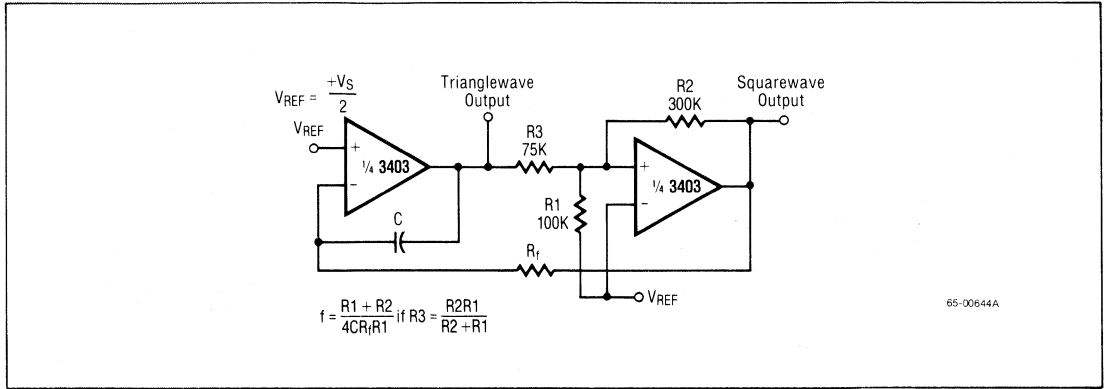 VREF = +VS/2
VREF
+
−
¼ 3403
Trianglewave
Output
C
R3
75K
R1
100K
Rf
R2
300K
+
−
¼ 3403
Squarewave
Output
VREF
f = R1 + R2 / 4CRfR1 if R3 = R2R1 / R2 +R1
65-00644A